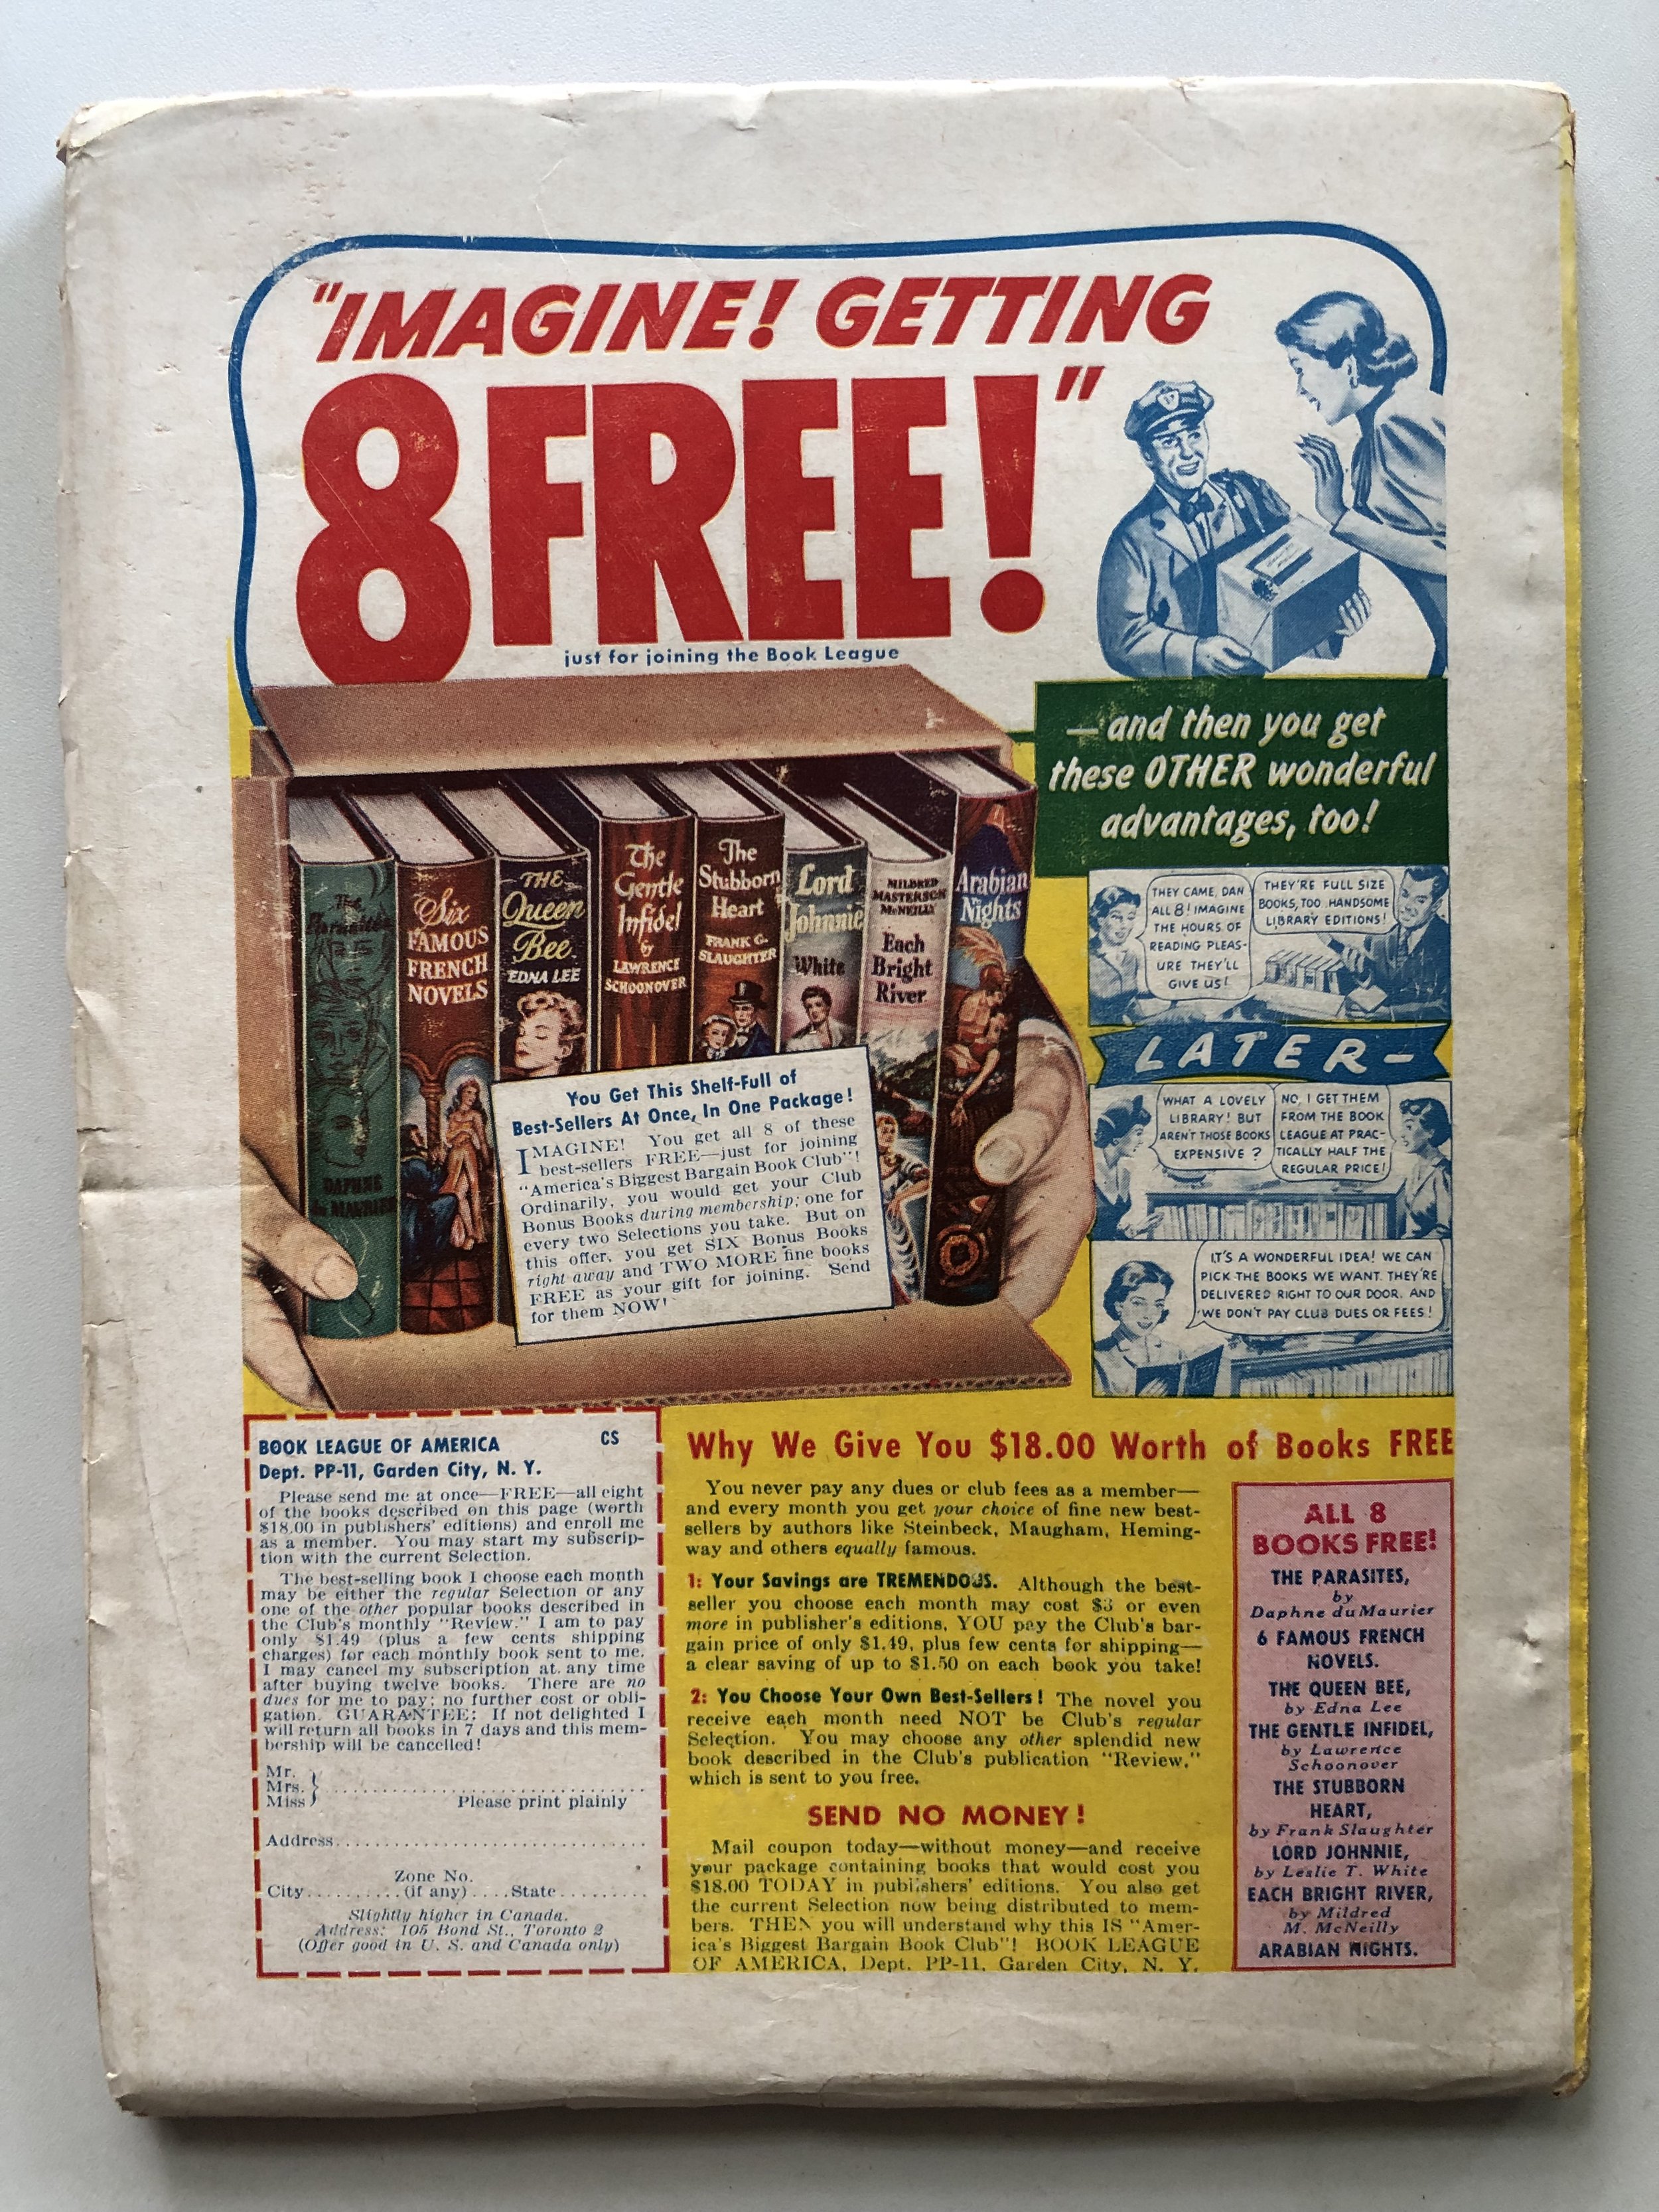 "IMAGINE! GETTING
8 FREE!"
just for joining the Book League
—and then you get
these OTHER wonderful
advantages, too!
The
Parasites
DAPHNE
du MAURIER
Six
FAMOUS
FRENCH
NOVELS
THE
Queen
Bee
EDNA LEE
The
Gentle
Infidel
by
LAWRENCE
SCHOONOVER
The
Stubborn
Heart
FRANK G.
SLAUGHTER
Lord
Johnnie
White
MILDRED
MASTERSON
McNEILLY
Each
Bright
River
Arabian
Nights
You Get This Shelf-Full of
Best-Sellers At Once, In One Package!
IMAGINE! You get all 8 of these
best-sellers FREE—just for joining
"America's Biggest Bargain Book Club"!
Ordinarily, you would get your Club
Bonus Books during membership; one for
every two Selections you take. But on
this offer, you get SIX Bonus Books
right away and TWO MORE fine books
FREE as your gift for joining. Send
for them NOW!
THEY CAME, DAN
ALL 8! IMAGINE
THE HOURS OF
READING PLEAS-
URE THEY'LL
GIVE US!
THEY'RE FULL SIZE
BOOKS, TOO. HANDSOME
LIBRARY EDITIONS!
LATER—
WHAT A LOVELY
LIBRARY! BUT
AREN'T THOSE BOOKS
EXPENSIVE?
NO, I GET THEM
FROM THE BOOK
LEAGUE AT PRAC-
TICALLY HALF THE
REGULAR PRICE!
IT'S A WONDERFUL IDEA! WE CAN
PICK THE BOOKS WE WANT. THEY'RE
DELIVERED RIGHT TO OUR DOOR. AND
WE DON'T PAY CLUB DUES OR FEES!
BOOK LEAGUE OF AMERICA CS
Dept. PP-11, Garden City, N. Y.
Please send me at once—FREE—all eight
of the books described on this page (worth
$18.00 in publishers' editions) and enroll me
as a member. You may start my subscrip-
tion with the current Selection.
The best-selling book I choose each month
may be either the regular Selection or any
one of the other popular books described in
the Club's monthly "Review." I am to pay
only $1.49 (plus a few cents shipping
charges) for each monthly book sent to me.
I may cancel my subscription at any time
after buying twelve books. There are no
dues for me to pay; no further cost or obli-
gation. GUARANTEE: If not delighted I
will return all books in 7 days and this mem-
bership will be cancelled!
Mr.
Mrs. } ........................................
Miss Please print plainly
Address........................................
Zone No.
City..........(if any)....State.........
Slightly higher in Canada.
Address: 105 Bond St., Toronto 2
(Offer good in U. S. and Canada only)
Why We Give You $18.00 Worth of Books FREE
You never pay any dues or club fees as a member—
and every month you get your choice of fine new best-
sellers by authors like Steinbeck, Maugham, Heming-
way and others equally famous.
1: Your Savings are TREMENDOUS. Although the best-
seller you choose each month may cost $3 or even
more in publisher's editions, YOU pay the Club's bar-
gain price of only $1.49, plus few cents for shipping—
a clear saving of up to $1.50 on each book you take!
2: You Choose Your Own Best-Sellers! The novel you
receive each month need NOT be Club's regular
Selection. You may choose any other splendid new
book described in the Club's publication "Review,"
which is sent to you free.
SEND NO MONEY!
Mail coupon today—without money—and receive
your package containing books that would cost you
$18.00 TODAY in publishers' editions. You also get
the current Selection now being distributed to mem-
bers. THEN you will understand why this IS "Amer-
ica's Biggest Bargain Book Club"! BOOK LEAGUE
OF AMERICA, Dept. PP-11, Garden City, N. Y.
ALL 8
BOOKS FREE!
THE PARASITES,
by
Daphne duMaurier
6 FAMOUS FRENCH
NOVELS.
THE QUEEN BEE,
by Edna Lee
THE GENTLE INFIDEL,
by Lawrence
Schoonover
THE STUBBORN
HEART,
by Frank Slaughter
LORD JOHNNIE,
by Leslie T. White
EACH BRIGHT RIVER,
by Mildred
M. McNeilly
ARABIAN NIGHTS.